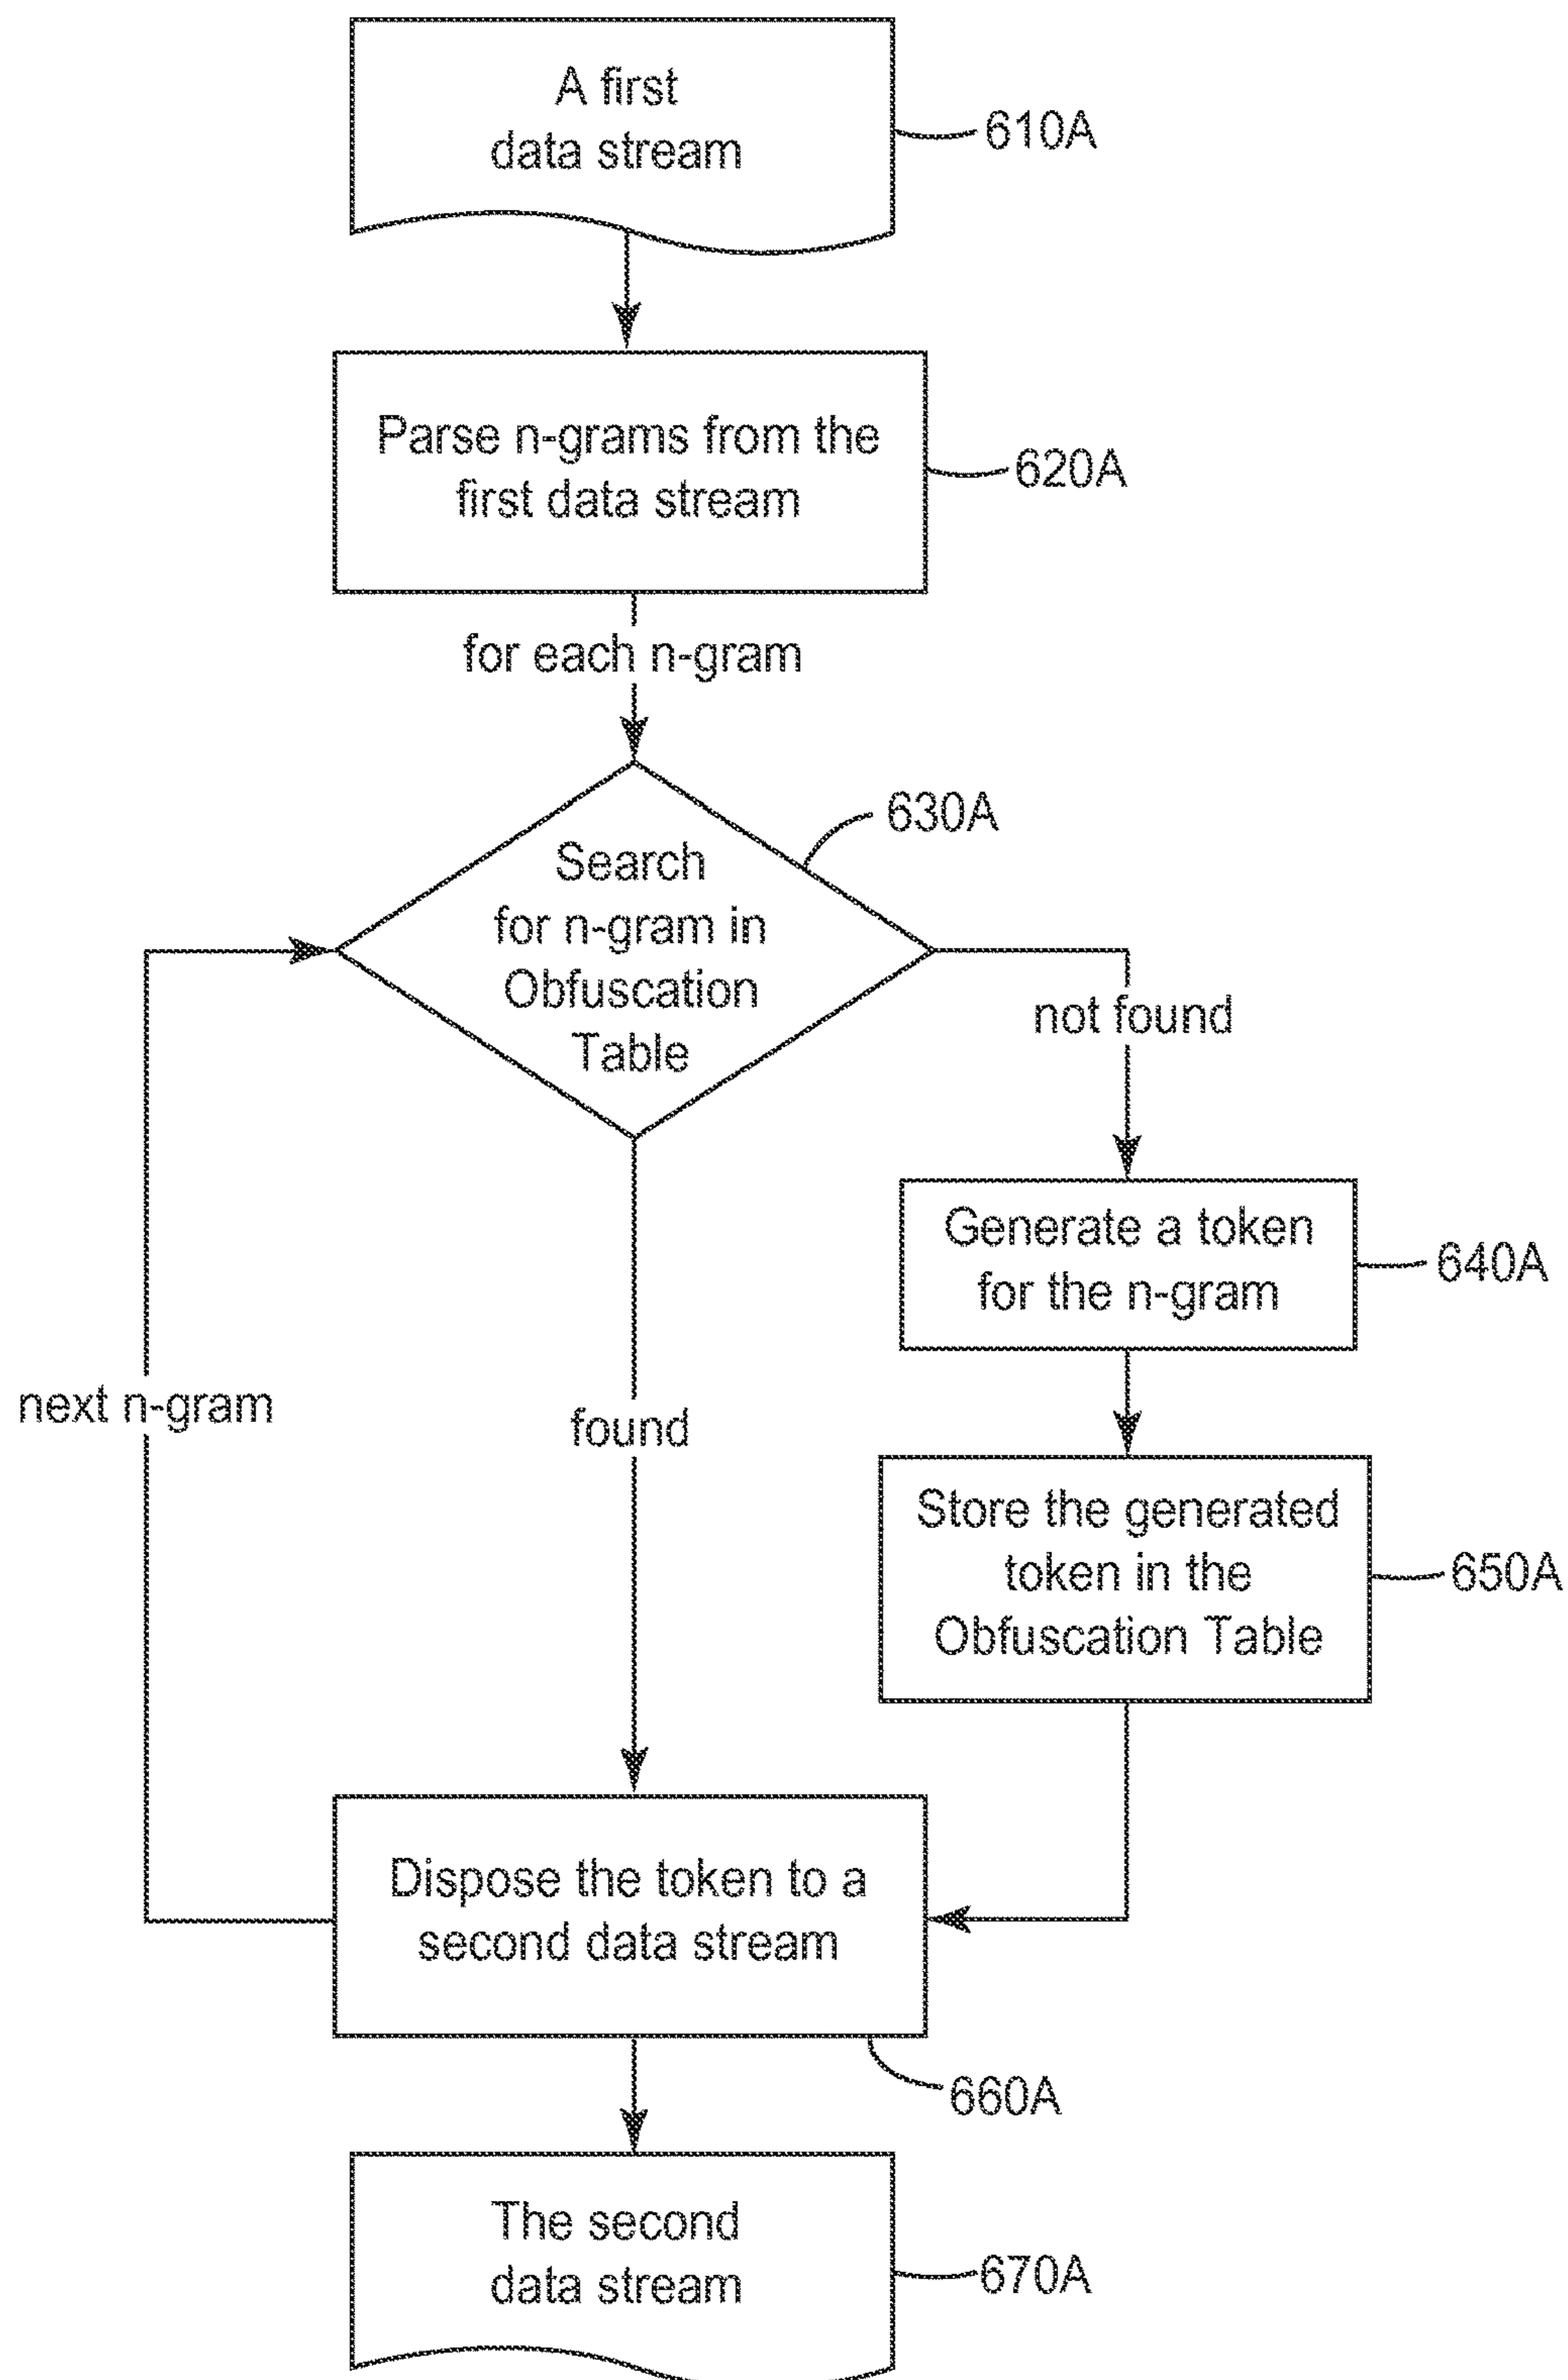 A first
data stream
610A
Parse n-grams from the
first data stream
620A
for each n-gram
630A
Search
for n-gram in
Obfuscation
Table
not found
Generate a token
for the n-gram
640A
next n-gram
found
Store the generated
token in the
Obfuscation Table
650A
Dispose the token to a
second data stream
660A
The second
data stream
670A